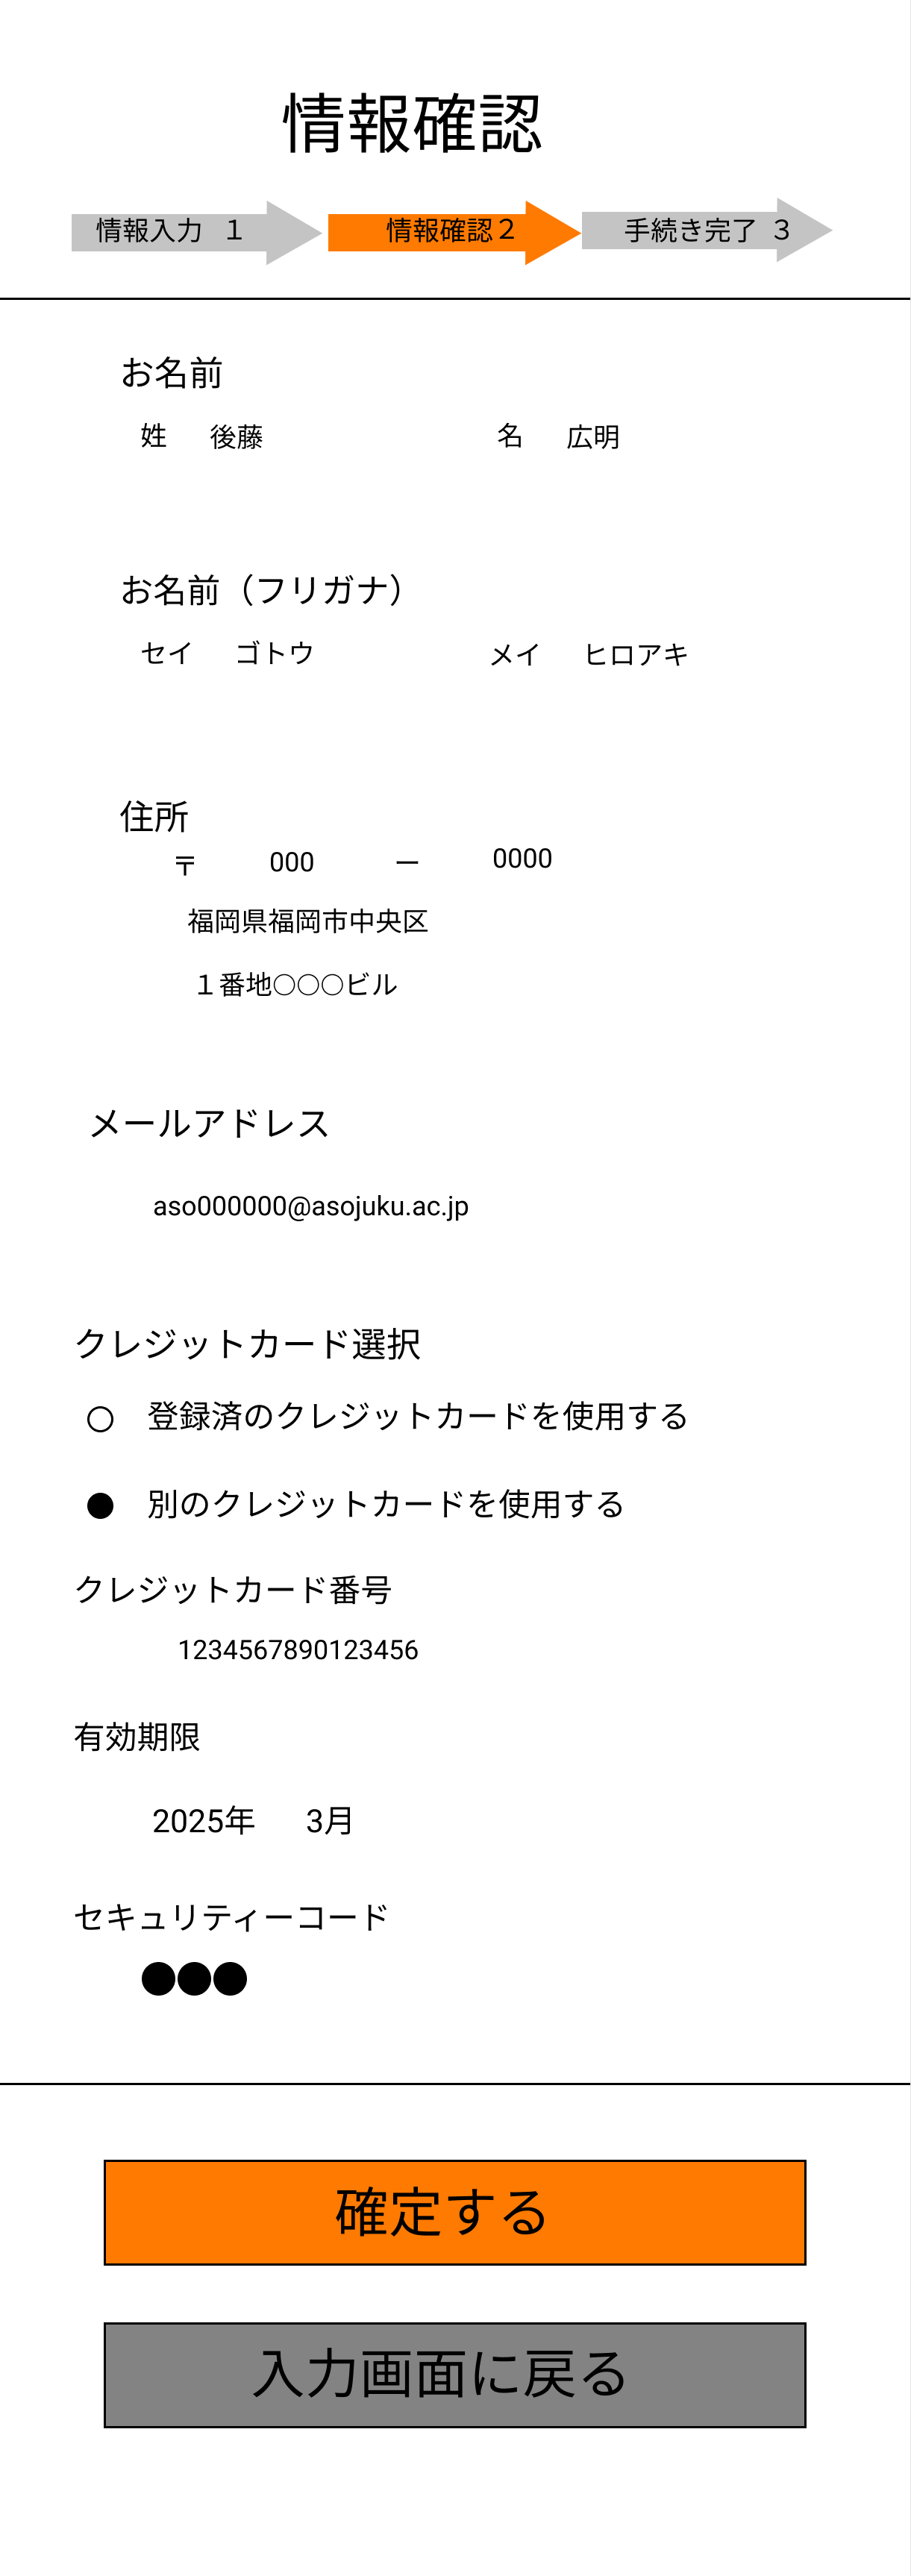 情報確認
情報入力 １ 情報確認２ 手続き完了 ３
お名前
姓 後藤 名 広明
お名前（フリガナ）
セイ ゴトウ メイ ヒロアキ
住所
〒 000 ー 0000
福岡県福岡市中央区
１番地○○○ビル
メールアドレス
aso000000@asojuku.ac.jp
クレジットカード選択
○ 登録済のクレジットカードを使用する
● 別のクレジットカードを使用する
クレジットカード番号
1234567890123456
有効期限
2025年 3月
セキュリティーコード
●●●
確定する
入力画面に戻る